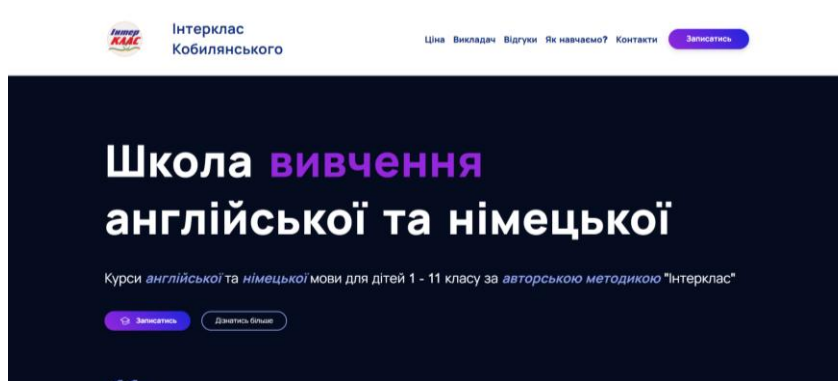 Інтер
КЛАС
Інтерклас
Кобилянського
Ціна Викладач Відгуки Як навчаємо? Контакти Записатись
Школа вивчення
англійської та німецької
Курси англійської та німецької мови для дітей 1 - 11 класу за авторською методикою "Інтерклас"
Записатись Дізнатись більше